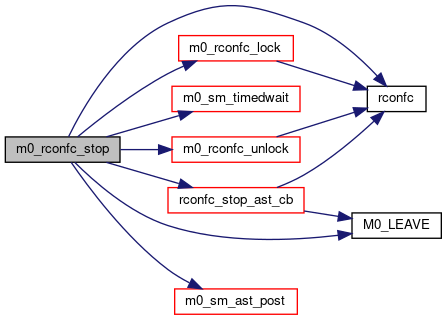 m0_rconfc_stop
m0_rconfc_lock
m0_sm_timedwait
m0_rconfc_unlock
rconfc_stop_ast_cb
m0_sm_ast_post
rconfc
M0_LEAVE